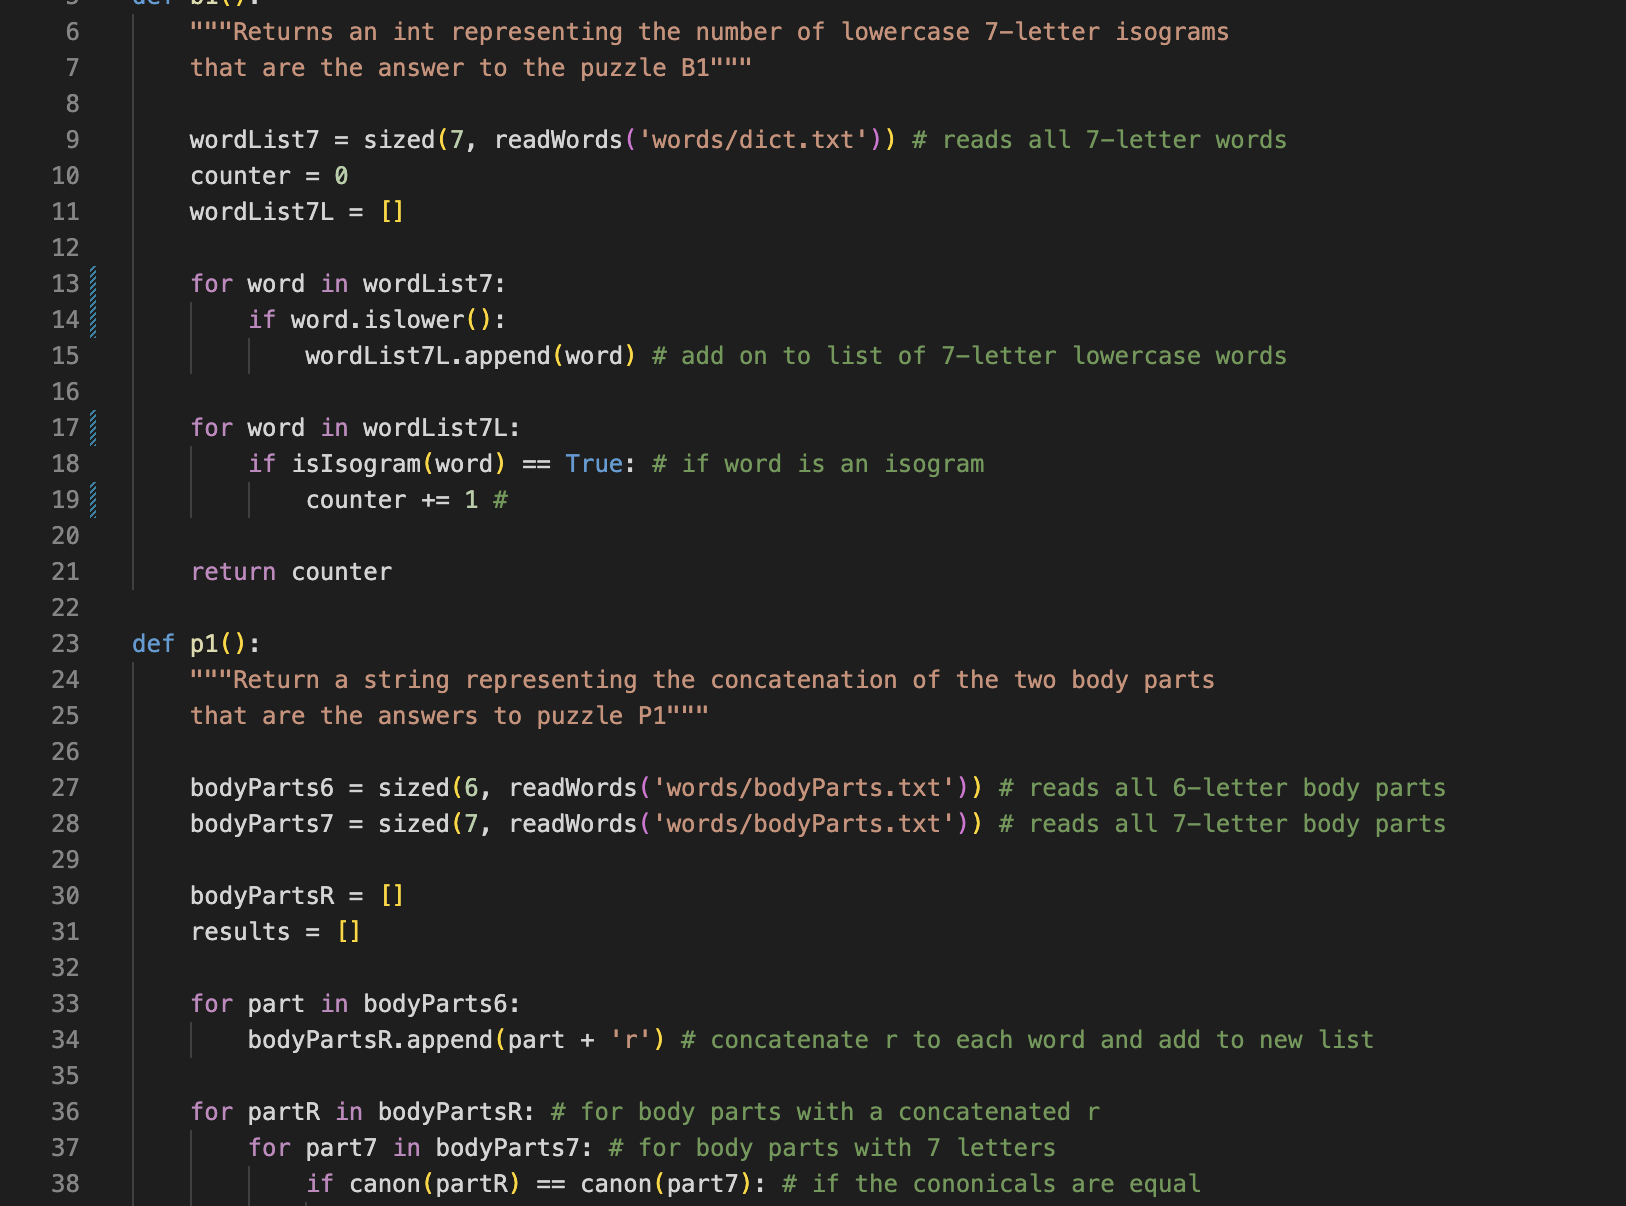 5 def b1():
6 """Returns an int representing the number of lowercase 7-letter isograms
7 that are the answer to the puzzle B1"""
8
9 wordList7 = sized(7, readWords('words/dict.txt')) # reads all 7-letter words
10 counter = 0
11 wordList7L = []
12
13 for word in wordList7:
14 if word.islower():
15 wordList7L.append(word) # add on to list of 7-letter lowercase words
16
17 for word in wordList7L:
18 if isIsogram(word) == True: # if word is an isogram
19 counter += 1 #
20
21 return counter
22
23 def p1():
24 """Return a string representing the concatenation of the two body parts
25 that are the answers to puzzle P1"""
26
27 bodyParts6 = sized(6, readWords('words/bodyParts.txt')) # reads all 6-letter body parts
28 bodyParts7 = sized(7, readWords('words/bodyParts.txt')) # reads all 7-letter body parts
29
30 bodyPartsR = []
31 results = []
32
33 for part in bodyParts6:
34 bodyPartsR.append(part + 'r') # concatenate r to each word and add to new list
35
36 for partR in bodyPartsR: # for body parts with a concatenated r
37 for part7 in bodyParts7: # for body parts with 7 letters
38 if canon(partR) == canon(part7): # if the cononicals are equal